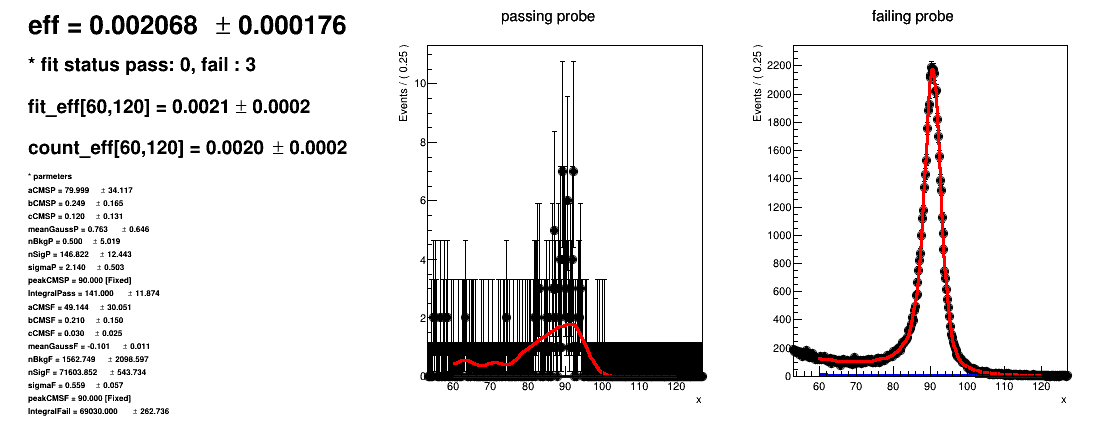 eff = 0.002068 ± 0.000176
* fit status pass: 0, fail : 3
fit_eff[60,120] = 0.0021 ± 0.0002
count_eff[60,120] = 0.0020 ± 0.0002
* parmeters
aCMSP = 79.999 ± 34.117
bCMSP = 0.249 ± 0.165
cCMSP = 0.120 ± 0.131
meanGaussP = 0.763 ± 0.646
nBkgP = 0.500 ± 5.019
nSigP = 146.822 ± 12.443
sigmaP = 2.140 ± 0.503
peakCMSP = 90.000 [Fixed]
IntegralPass = 141.000 ± 11.874
aCMSF = 49.144 ± 30.051
bCMSF = 0.210 ± 0.150
cCMSF = 0.030 ± 0.025
meanGaussF = -0.101 ± 0.011
nBkgF = 1562.749 ± 2098.597
nSigF = 71603.852 ± 543.734
sigmaF = 0.559 ± 0.057
peakCMSF = 90.000 [Fixed]
IntegralFail = 69030.000 ± 262.736
passing probe
Events / ( 0.25 )
10
8
6
4
2
0
60 70 80 90 100 110 120
x
failing probe
Events / ( 0.25 )
2200
2000
1800
1600
1400
1200
1000
800
600
400
200
0
60 70 80 90 100 110 120
x